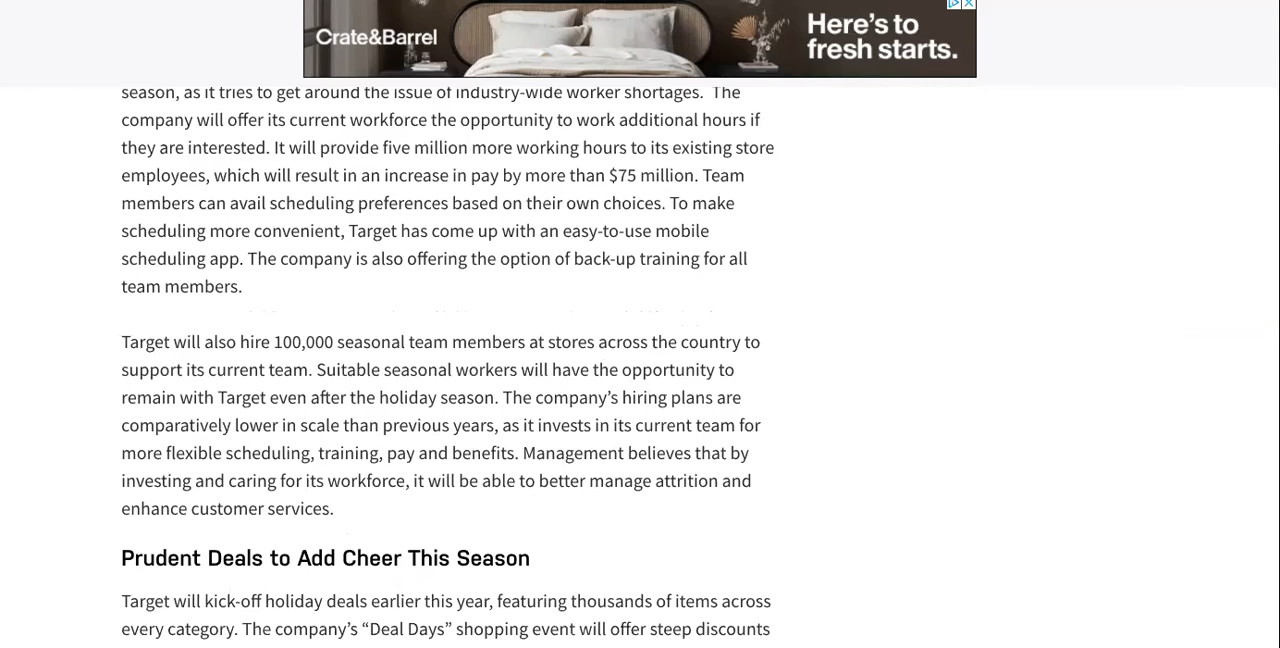 Crate&Barrel
Here’s to
fresh starts.
season, as it tries to get around the issue of industry-wide worker shortages.  The
company will offer its current workforce the opportunity to work additional hours if
they are interested. It will provide five million more working hours to its existing store
employees, which will result in an increase in pay by more than $75 million. Team
members can avail scheduling preferences based on their own choices. To make
scheduling more convenient, Target has come up with an easy-to-use mobile
scheduling app. The company is also offering the option of back-up training for all
team members.
Target will also hire 100,000 seasonal team members at stores across the country to
support its current team. Suitable seasonal workers will have the opportunity to
remain with Target even after the holiday season. The company’s hiring plans are
comparatively lower in scale than previous years, as it invests in its current team for
more flexible scheduling, training, pay and benefits. Management believes that by
investing and caring for its workforce, it will be able to better manage attrition and
enhance customer services.
Prudent Deals to Add Cheer This Season
Target will kick-off holiday deals earlier this year, featuring thousands of items across
every category. The company’s “Deal Days” shopping event will offer steep discounts